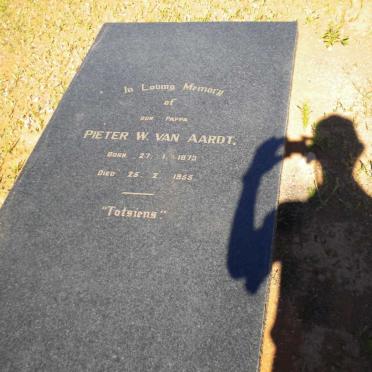 In Loving Memory
of
our Pappa
Pieter W. van Aardt.
Born 27. 1. 1873
Died 25. 2. 1955.
"Totsiens".